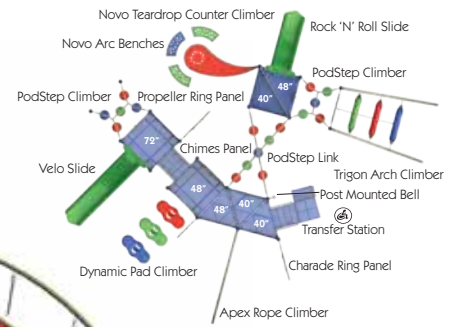 Novo Teardrop Counter Climber
Rock 'N' Roll Slide
Novo Arc Benches
PodStep Climber
48"
40"
PodStep Climber
Propeller Ring Panel
72"
Chimes Panel
PodStep Link
Velo Slide
Trigon Arch Climber
48"
Post Mounted Bell
40"
48"
40"
Transfer Station
Dynamic Pad Climber
Charade Ring Panel
Apex Rope Climber